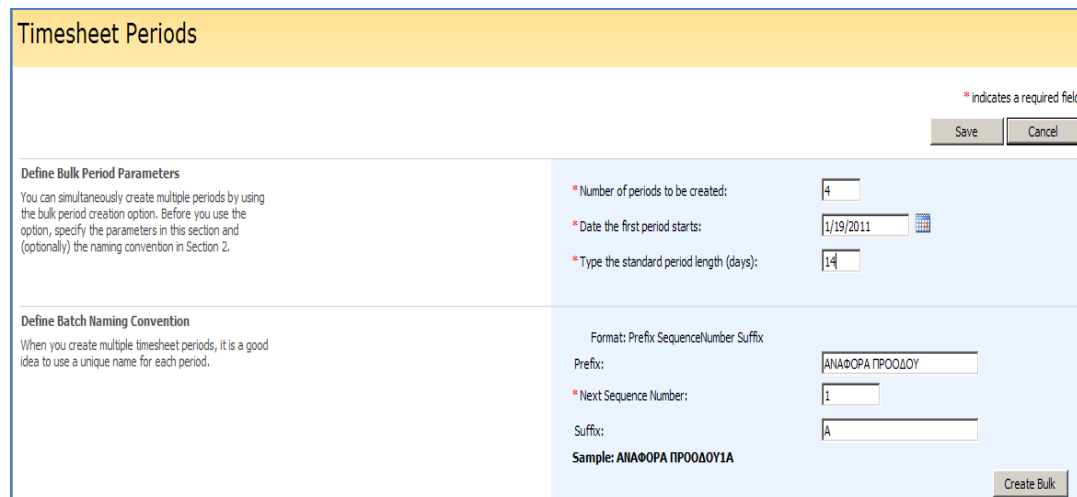 Timesheet Periods
* indicates a required field
Save Cancel
Define Bulk Period Parameters
You can simultaneously create multiple periods by using
the bulk period creation option. Before you use the
option, specify the parameters in this section and
(optionally) the naming convention in Section 2.
* Number of periods to be created: 4
* Date the first period starts: 1/19/2011
* Type the standard period length (days): 14
Define Batch Naming Convention
When you create multiple timesheet periods, it is a good
idea to use a unique name for each period.
Format: Prefix SequenceNumber Suffix
Prefix: ΑΝΑΦΟΡΑ ΠΡΟΟΔΟΥ
* Next Sequence Number: 1
Suffix: Α
Sample: ΑΝΑΦΟΡΑ ΠΡΟΟΔΟΥ1Α
Create Bulk